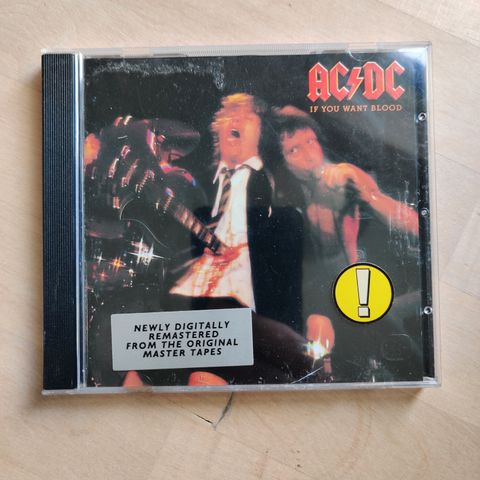 AC⚡DC
IF YOU WANT BLOOD
!
NEWLY DIGITALLY
REMASTERED
FROM THE ORIGINAL
MASTER TAPES